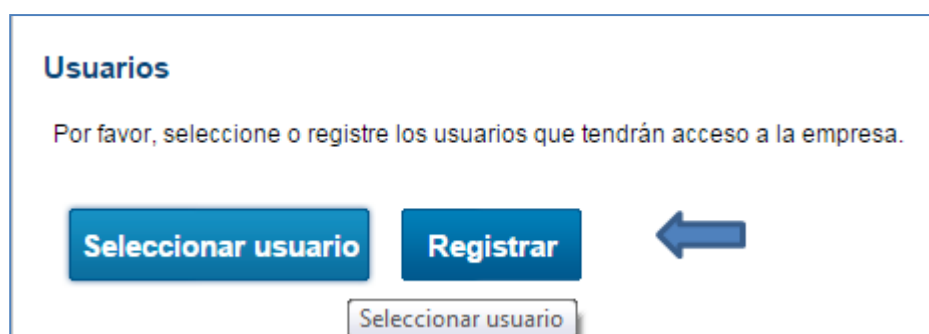 Usuarios
Por favor, seleccione o registre los usuarios que tendrán acceso a la empresa.
Seleccionar usuario Registrar
Seleccionar usuario